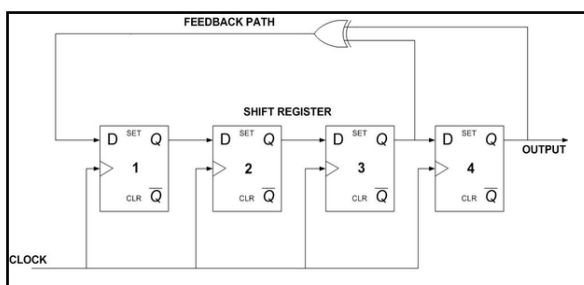 FEEDBACK PATH
SHIFT REGISTER
D SET Q D SET Q D SET Q D SET Q
OUTPUT
1 2 3 4
CLR Q CLR Q CLR Q CLR Q
CLOCK